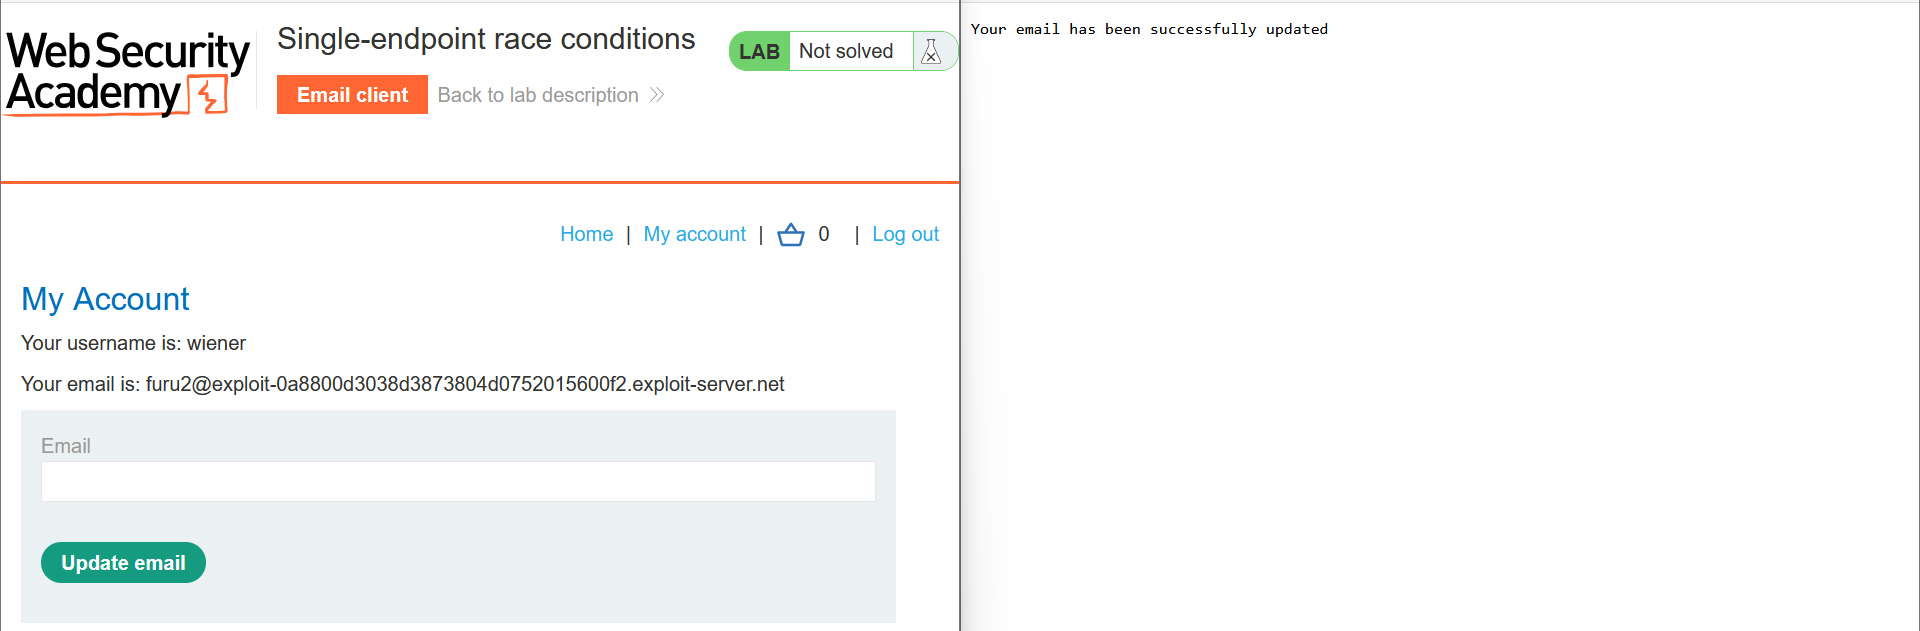 Web Security
Academy
Single-endpoint race conditions
LAB Not solved
Email client Back to lab description
Home | My account | 0 | Log out
My Account
Your username is: wiener
Your email is: furu2@exploit-0a8800d3038d3873804d0752015600f2.exploit-server.net
Email
Update email
Your email has been successfully updated